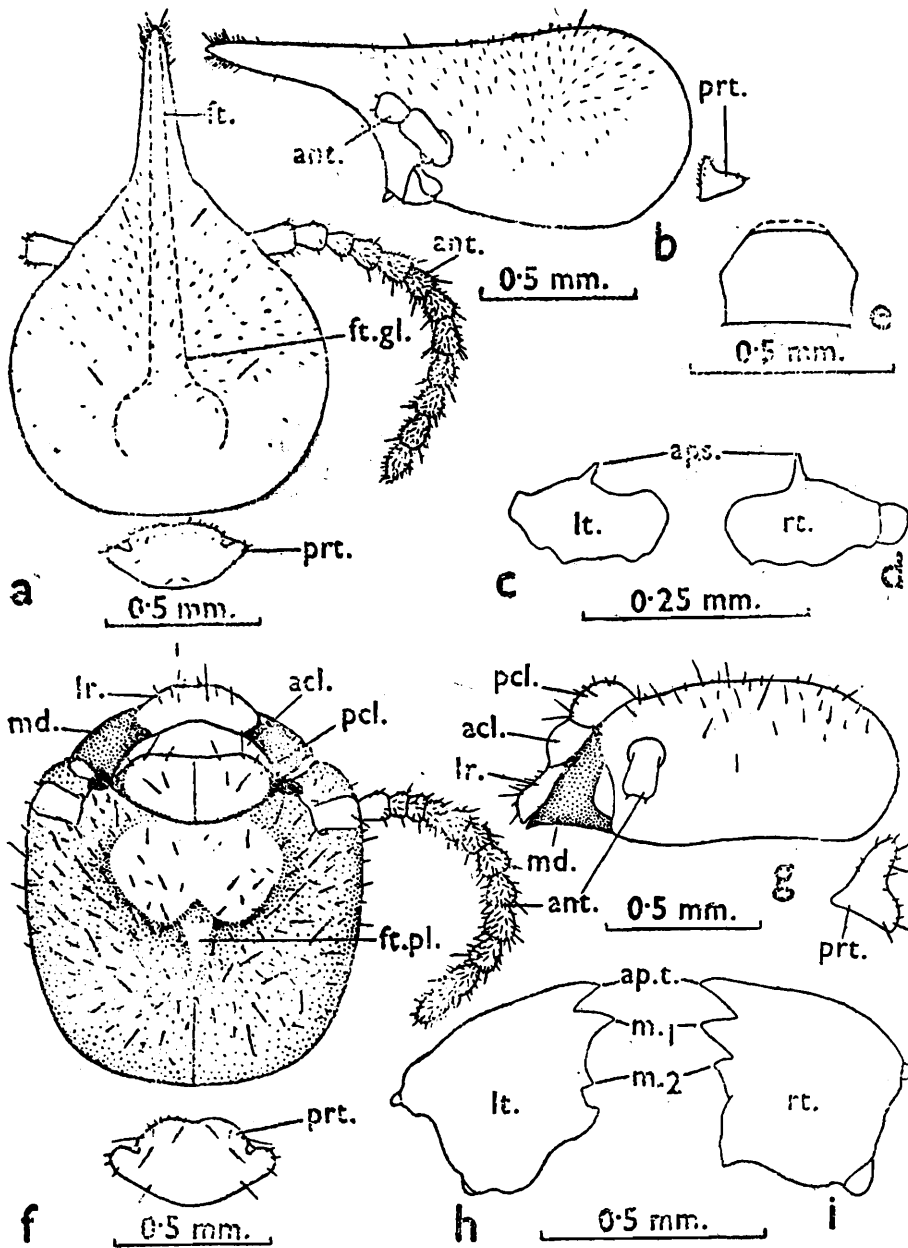 ft.
ant.
prt.
b
ant.
0·5 mm.
ft.gl.
e
0·5 mm.
prt.
a
0·5 mm.
aps.
lt.
rt.
c
d
0·25 mm.
lr.
acl.
md.
pcl.
pcl.
acl.
lr.
md.
g
ant.
0·5 mm.
prt.
ft.pl.
ap.t.
m.1
m.2
lt.
rt.
prt.
f
0·5 mm.
h
0·5 mm.
i